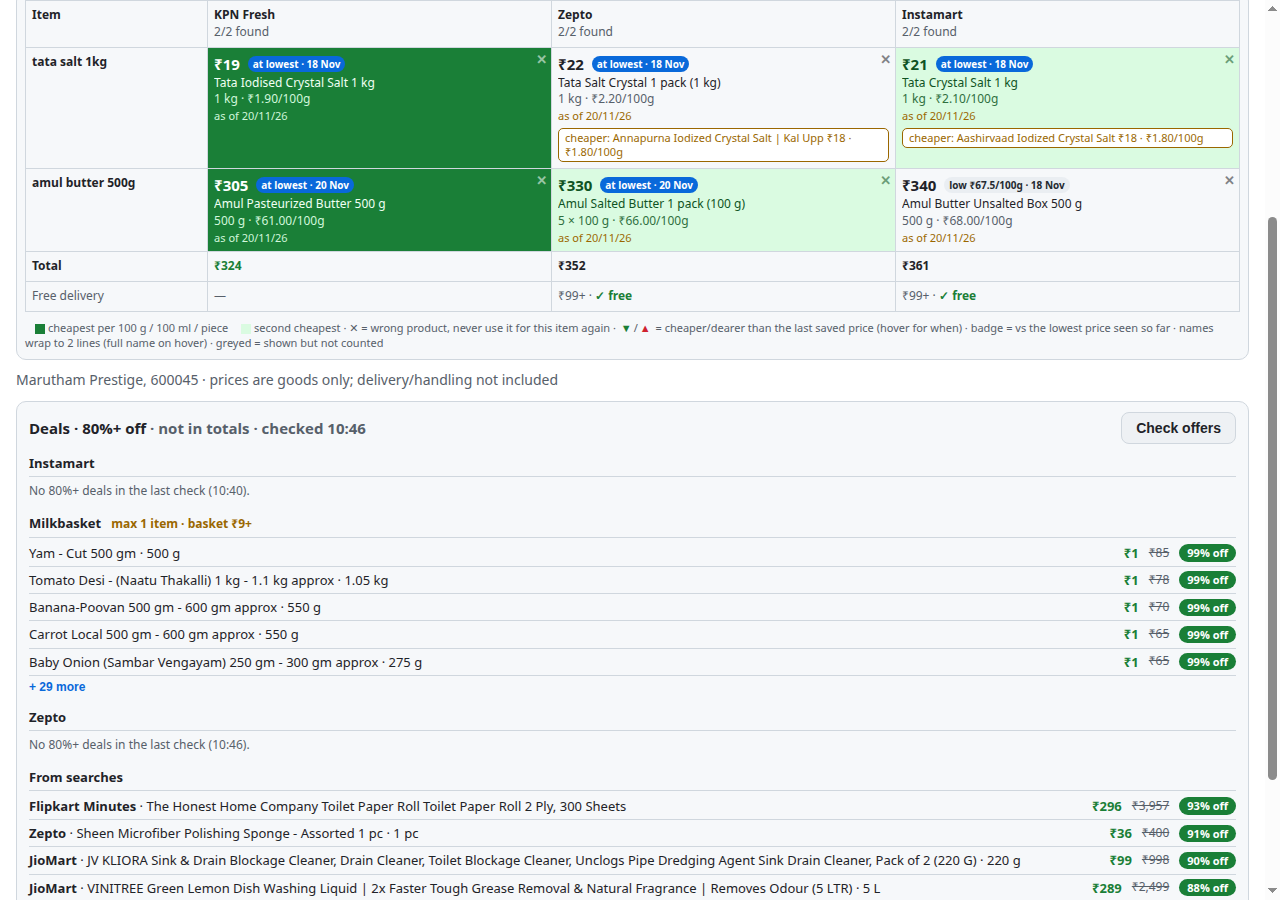 Item
KPN Fresh
2/2 found
Zepto
2/2 found
Instamart
2/2 found
tata salt 1kg
₹19 at lowest · 18 Nov ✕
Tata Iodised Crystal Salt 1 kg
1 kg · ₹1.90/100g
as of 20/11/26
₹22 at lowest · 18 Nov ✕
Tata Salt Crystal 1 pack (1 kg)
1 kg · ₹2.20/100g
as of 20/11/26
cheaper: Annapurna Iodized Crystal Salt | Kal Upp ₹18 ·
₹1.80/100g
₹21 at lowest · 18 Nov ✕
Tata Crystal Salt 1 kg
1 kg · ₹2.10/100g
as of 20/11/26
cheaper: Aashirvaad Iodized Crystal Salt ₹18 · ₹1.80/100g
amul butter 500g
₹305 at lowest · 20 Nov ✕
Amul Pasteurized Butter 500 g
500 g · ₹61.00/100g
as of 20/11/26
₹330 at lowest · 20 Nov ✕
Amul Salted Butter 1 pack (100 g)
5 × 100 g · ₹66.00/100g
as of 20/11/26
₹340 low ₹67.5/100g · 18 Nov ✕
Amul Butter Unsalted Box 500 g
500 g · ₹68.00/100g
as of 20/11/26
Total ₹324 ₹352 ₹361
Free delivery — ₹99+ · ✓ free ₹99+ · ✓ free
cheapest per 100 g / 100 ml / piece second cheapest · ✕ = wrong product, never use it for this item again · ▼ / ▲ = cheaper/dearer than the last saved price (hover for when) · badge = vs the lowest price seen so far · names
wrap to 2 lines (full name on hover) · greyed = shown but not counted
Marutham Prestige, 600045 · prices are goods only; delivery/handling not included
Deals · 80%+ off · not in totals · checked 10:46
Check offers
Instamart
No 80%+ deals in the last check (10:40).
Milkbasket max 1 item · basket ₹9+
Yam - Cut 500 gm · 500 g ₹1 ₹85 99% off
Tomato Desi - (Naatu Thakalli) 1 kg - 1.1 kg approx · 1.05 kg ₹1 ₹78 99% off
Banana-Poovan 500 gm - 600 gm approx · 550 g ₹1 ₹70 99% off
Carrot Local 500 gm - 600 gm approx · 550 g ₹1 ₹65 99% off
Baby Onion (Sambar Vengayam) 250 gm - 300 gm approx · 275 g ₹1 ₹65 99% off
+ 29 more
Zepto
No 80%+ deals in the last check (10:46).
From searches
Flipkart Minutes · The Honest Home Company Toilet Paper Roll Toilet Paper Roll 2 Ply, 300 Sheets ₹296 ₹3,957 93% off
Zepto · Sheen Microfiber Polishing Sponge - Assorted 1 pc · 1 pc ₹36 ₹400 91% off
JioMart · JV KLIORA Sink & Drain Blockage Cleaner, Drain Cleaner, Toilet Blockage Cleaner, Unclogs Pipe Dredging Agent Sink Drain Cleaner, Pack of 2 (220 G) · 220 g ₹99 ₹998 90% off
JioMart · VINITREE Green Lemon Dish Washing Liquid | 2x Faster Tough Grease Removal & Natural Fragrance | Removes Odour (5 LTR) · 5 L ₹289 ₹2,499 88% off